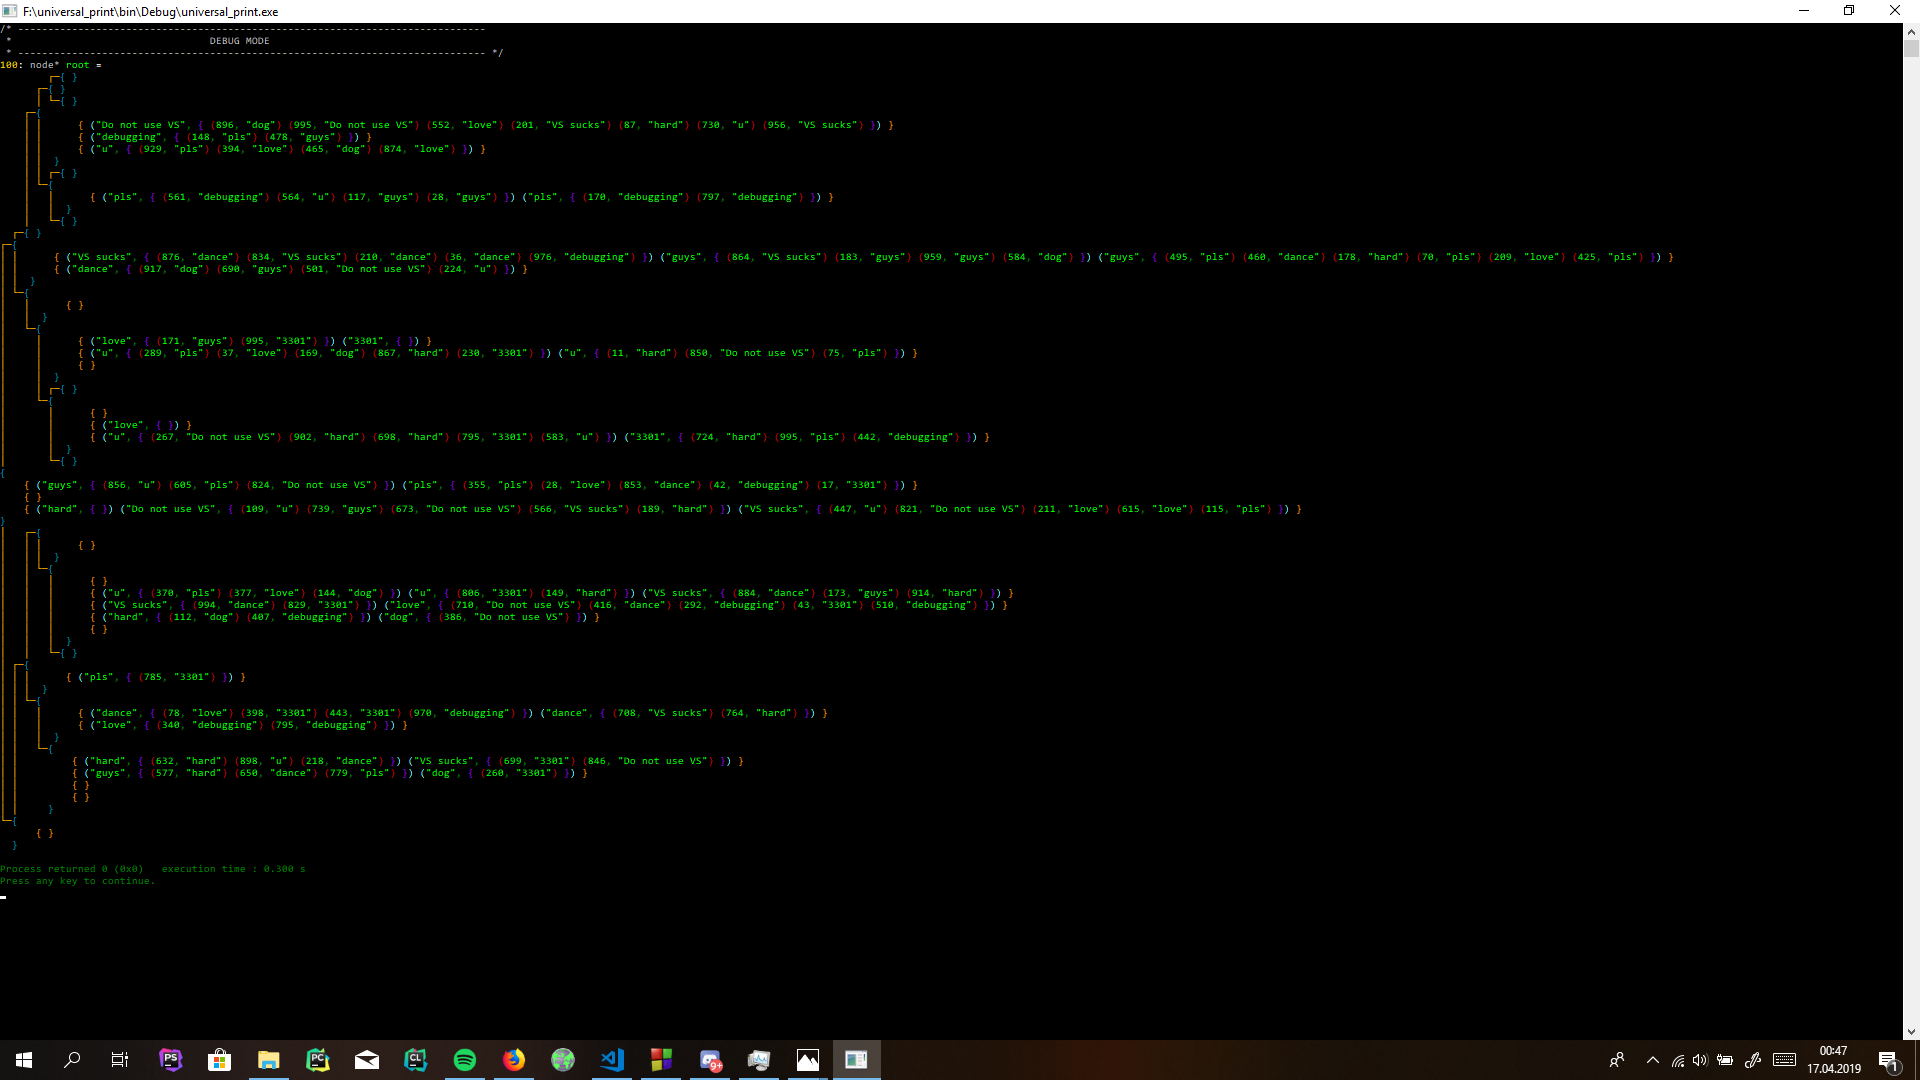 F:\universal_print\bin\Debug\universal_print.exe
/* ------------------------------------------------------------------------------
 *                                 DEBUG MODE
 * ------------------------------------------------------------------------------ */
100: node* root =
{ }
{ }
{ }
{
{ ("Do not use VS", { (896, "dog") (995, "Do not use VS") (552, "love") (201, "VS sucks") (87, "hard") (730, "u") (956, "VS sucks") }) }
{ ("debugging", { (148, "pls") (478, "guys") }) }
{ ("u", { (929, "pls") (394, "love") (465, "dog") (874, "love") }) }
}
{ }
{
{ ("pls", { (561, "debugging") (564, "u") (117, "guys") (28, "guys") }) ("pls", { (170, "debugging") (797, "debugging") }) }
}
{ }
{ }
{
{ ("VS sucks", { (876, "dance") (834, "VS sucks") (210, "dance") (36, "dance") (976, "debugging") }) ("guys", { (864, "VS sucks") (183, "guys") (959, "guys") (584, "dog") }) ("guys", { (495, "pls") (460, "dance") (178, "hard") (70, "pls") (209, "love") (425, "pls") }) }
{ ("dance", { (917, "dog") (690, "guys") (501, "Do not use VS") (224, "u") }) }
}
{
{ }
}
{
{ ("love", { (171, "guys") (995, "3301") }) ("3301", { }) }
{ ("u", { (289, "pls") (37, "love") (169, "dog") (867, "hard") (230, "3301") }) ("u", { (11, "hard") (850, "Do not use VS") (75, "pls") }) }
{ }
}
{ }
{
{ }
{ ("love", { }) }
{ ("u", { (267, "Do not use VS") (902, "hard") (698, "hard") (795, "3301") (583, "u") }) ("3301", { (724, "hard") (995, "pls") (442, "debugging") }) }
}
{ }
{
{ ("guys", { (856, "u") (605, "pls") (824, "Do not use VS") }) ("pls", { (355, "pls") (28, "love") (853, "dance") (42, "debugging") (17, "3301") }) }
{ }
{ ("hard", { }) ("Do not use VS", { (109, "u") (739, "guys") (673, "Do not use VS") (566, "VS sucks") (189, "hard") }) ("VS sucks", { (447, "u") (821, "Do not use VS") (211, "love") (615, "love") (115, "pls") }) }
}
{
{ }
}
{
{ }
{ ("u", { (370, "pls") (377, "love") (144, "dog") }) ("u", { (806, "3301") (149, "hard") }) ("VS sucks", { (884, "dance") (173, "guys") (914, "hard") }) }
{ ("VS sucks", { (994, "dance") (829, "3301") }) ("love", { (710, "Do not use VS") (416, "dance") (292, "debugging") (43, "3301") (510, "debugging") }) }
{ ("hard", { (112, "dog") (407, "debugging") }) ("dog", { (386, "Do not use VS") }) }
{ }
}
{ }
{
{ ("pls", { (785, "3301") }) }
}
{
{ ("dance", { (78, "love") (398, "3301") (443, "3301") (970, "debugging") }) ("dance", { (708, "VS sucks") (764, "hard") }) }
{ ("love", { (340, "debugging") (795, "debugging") }) }
}
{
{ ("hard", { (632, "hard") (898, "u") (218, "dance") }) ("VS sucks", { (699, "3301") (846, "Do not use VS") }) }
{ ("guys", { (577, "hard") (650, "dance") (779, "pls") }) ("dog", { (260, "3301") }) }
{ }
{ }
}
{
{ }
}
Process returned 0 (0x0)   execution time : 0.300 s
Press any key to continue.
PS
PC
CL
9+
00:47
17.04.2019
1